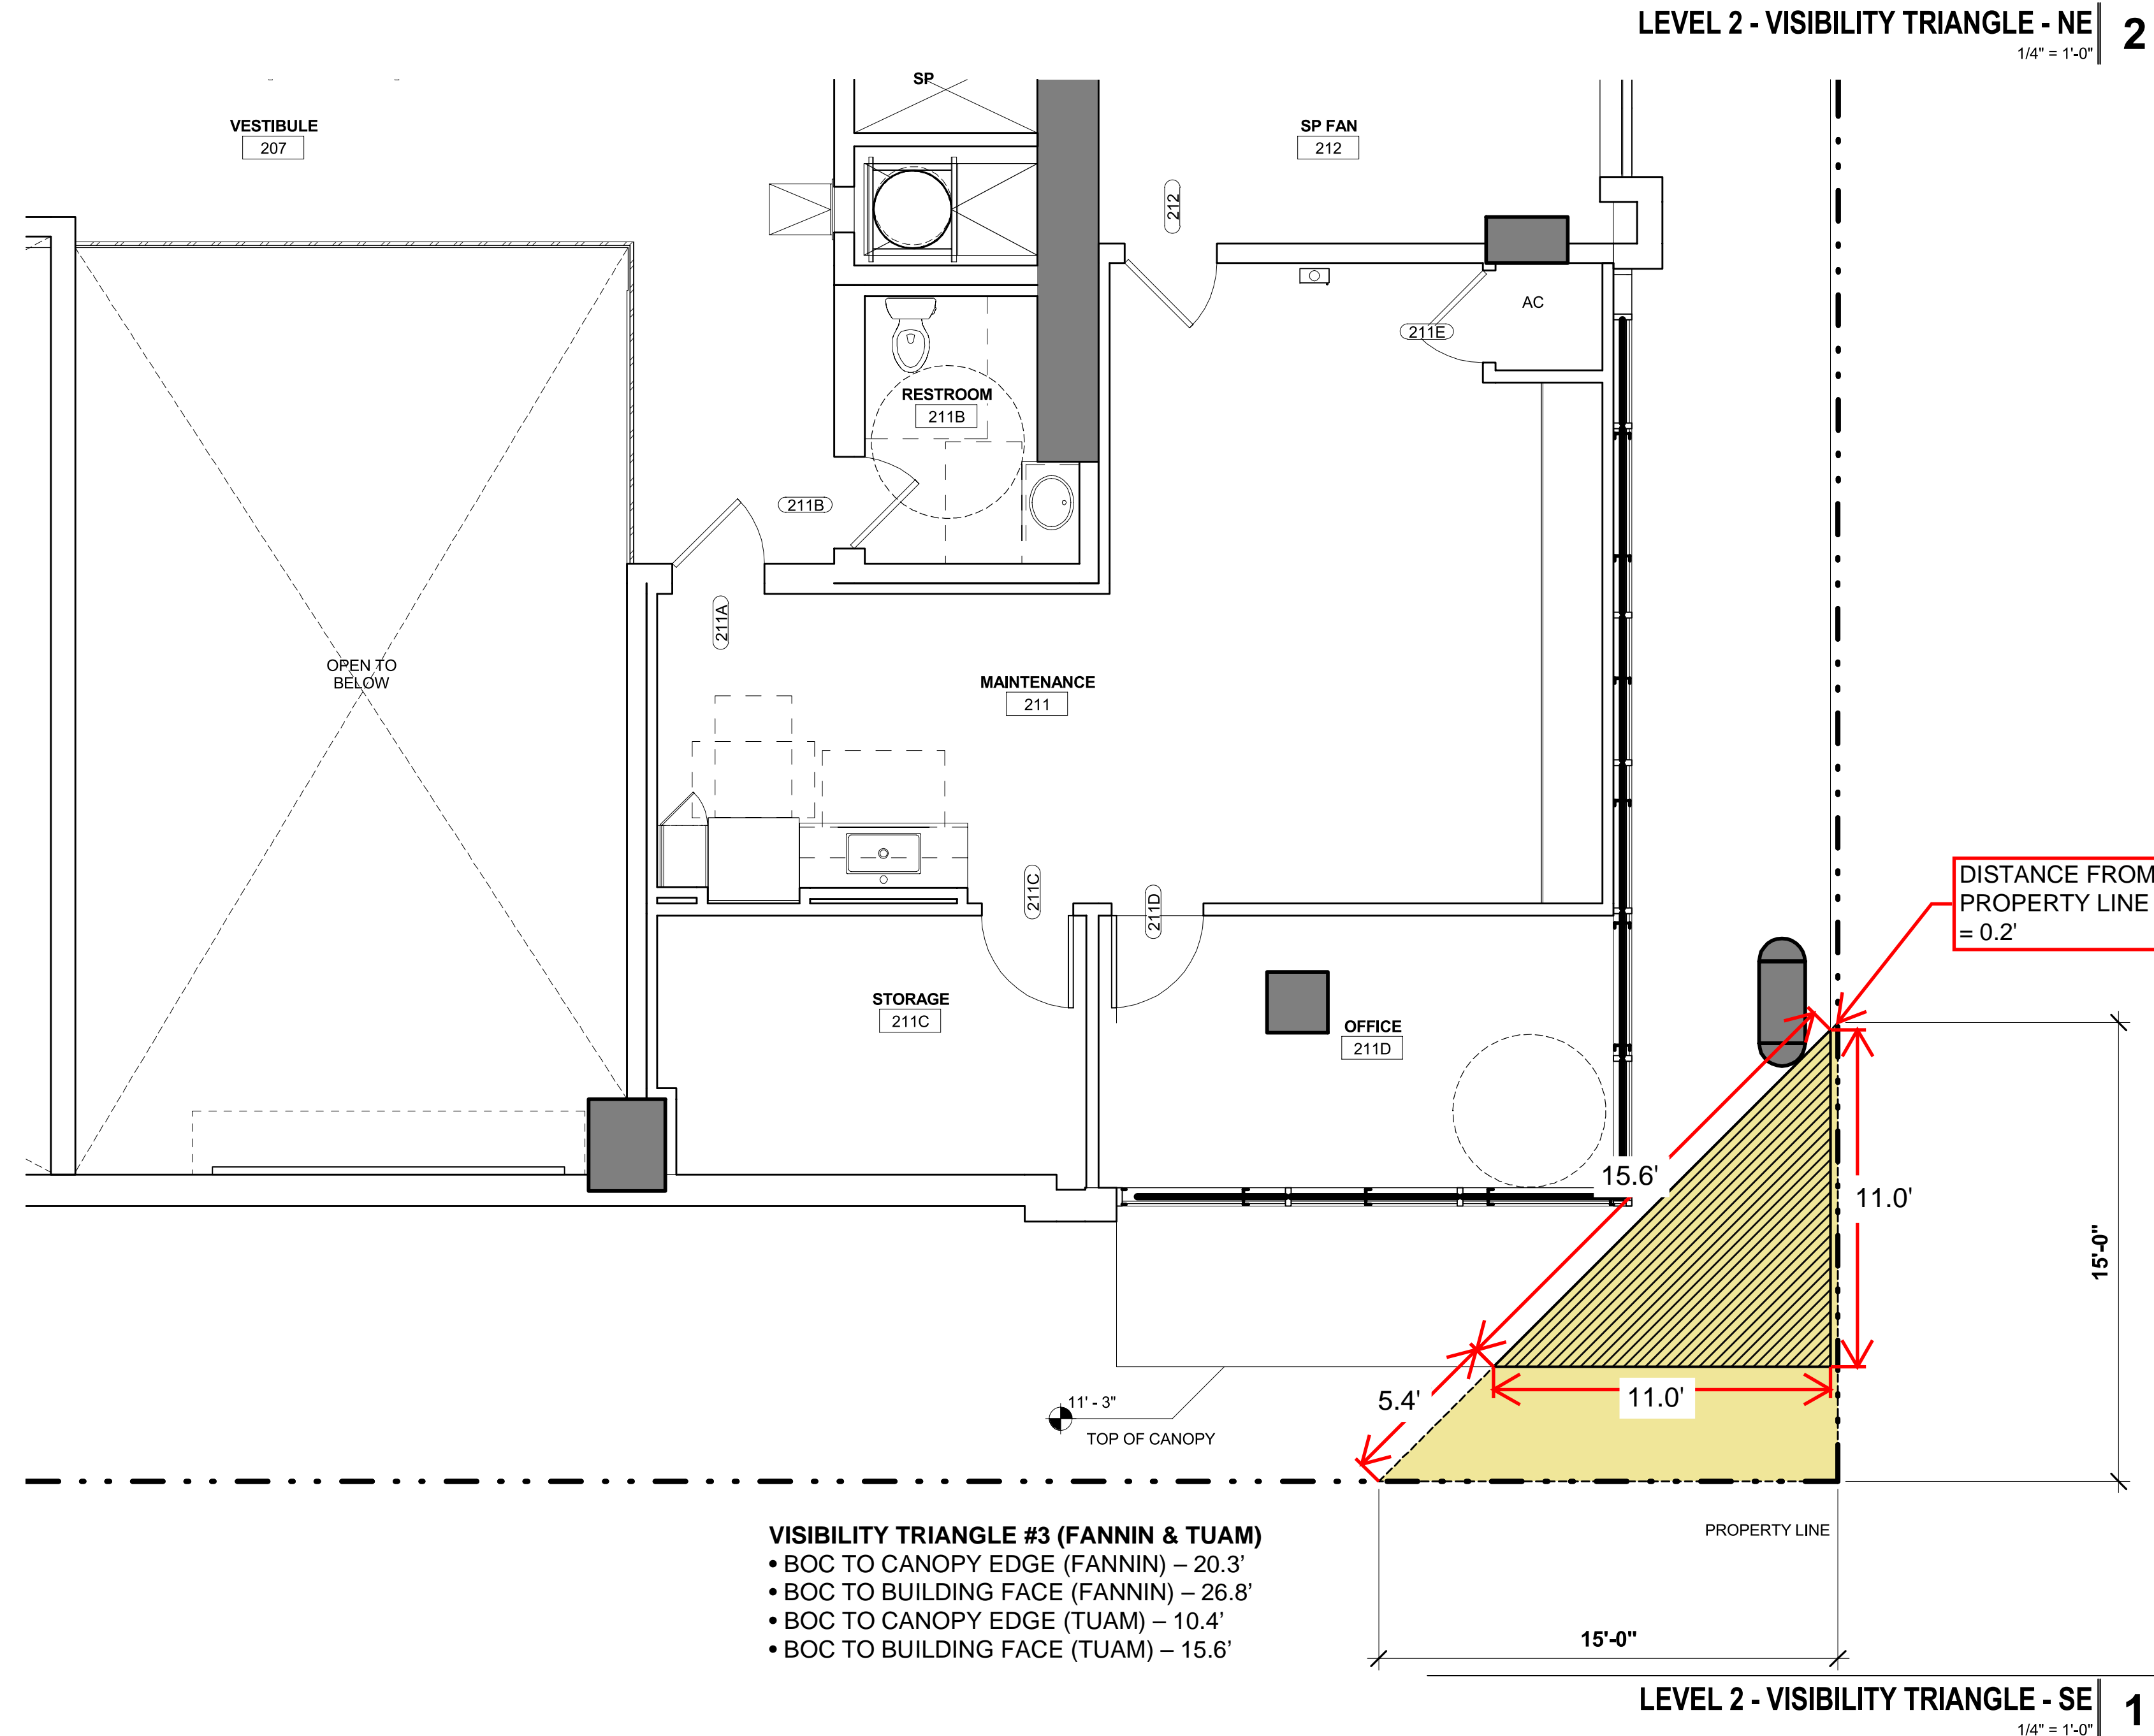 LEVEL 2 - VISIBILITY TRIANGLE - NE
2
1/4" = 1'-0"
SP
VESTIBULE
207
SP FAN
212
212
AC
211E
RESTROOM
211B
211B
211A
OPEN TO
BELOW
MAINTENANCE
211
211C
211D
DISTANCE FROM
PROPERTY LINE
= 0.2'
STORAGE
211C
OFFICE
211D
15.6'
11.0'
15'-0"
5.4'
11.0'
11' - 3"
TOP OF CANOPY
PROPERTY LINE
VISIBILITY TRIANGLE #3 (FANNIN & TUAM)
• BOC TO CANOPY EDGE (FANNIN) – 20.3’
• BOC TO BUILDING FACE (FANNIN) – 26.8’
• BOC TO CANOPY EDGE (TUAM) – 10.4’
• BOC TO BUILDING FACE (TUAM) – 15.6’
15'-0"
LEVEL 2 - VISIBILITY TRIANGLE - SE
1
1/4" = 1'-0"